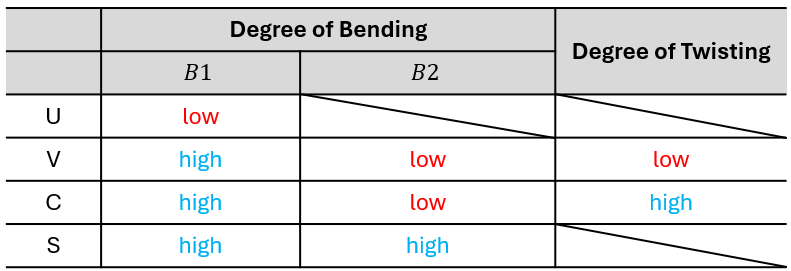 Degree of Bending
Degree of Twisting
B1 B2
U low
V high low low
C high low high
S high high